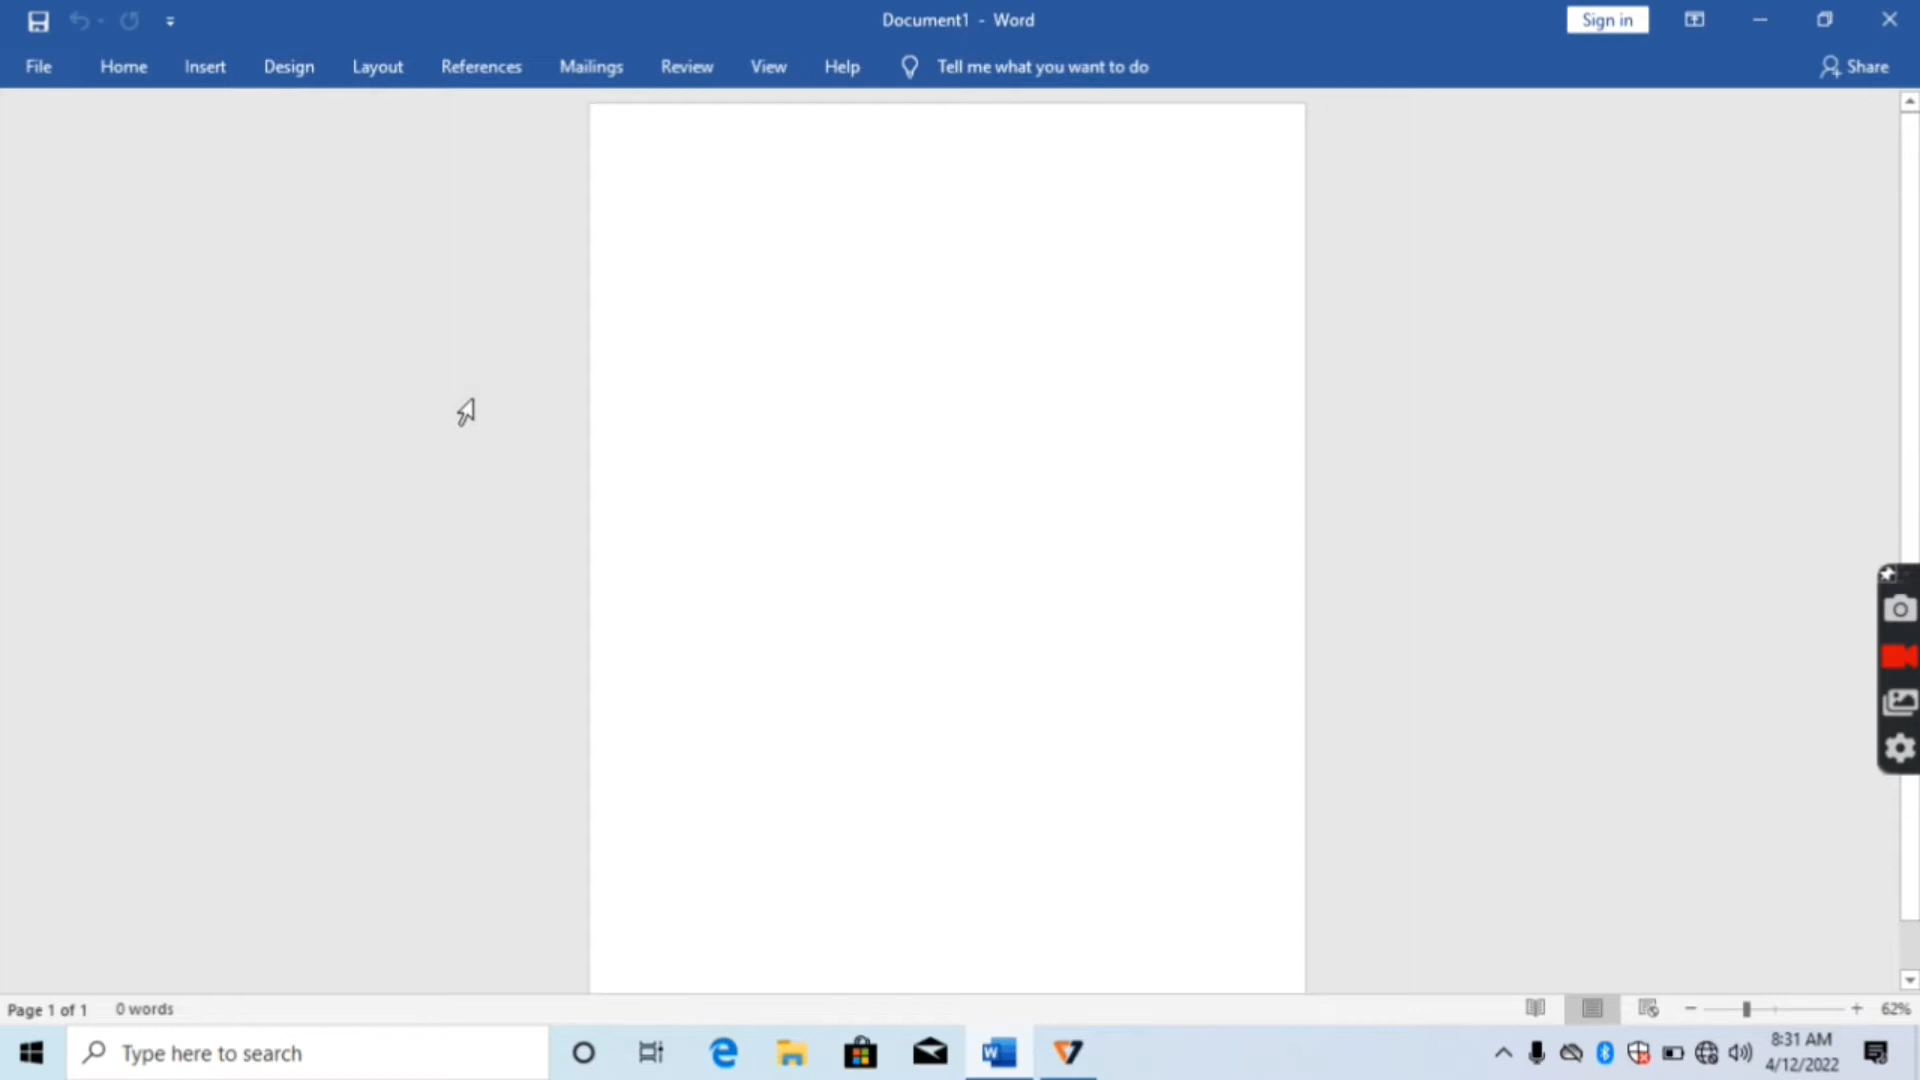 Document1 - Word
Sign in
File Home Insert Design Layout References Mailings Review View Help Tell me what you want to do Share
Page 1 of 1 0 words 62%
Type here to search
8:31 AM
4/12/2022